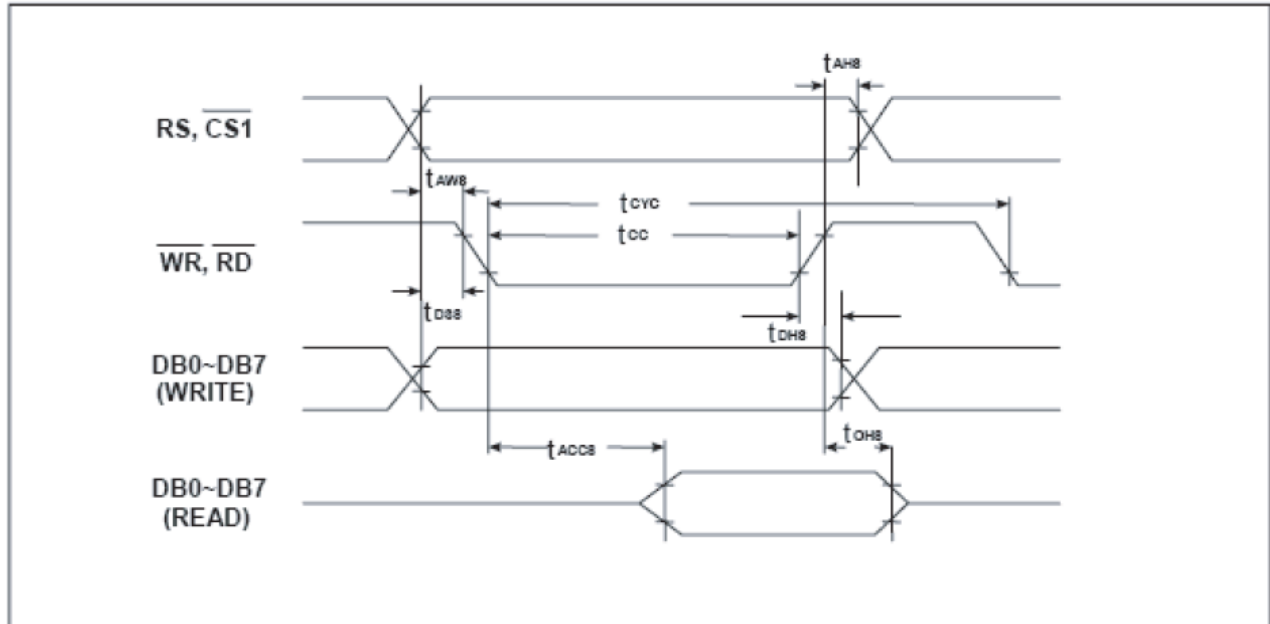 tAH8
RS, CS1
tAW8
tCYC
tCC
WR, RD
tDS8
tDH8
DB0~DB7
(WRITE)
tOH8
tACC8
DB0~DB7
(READ)